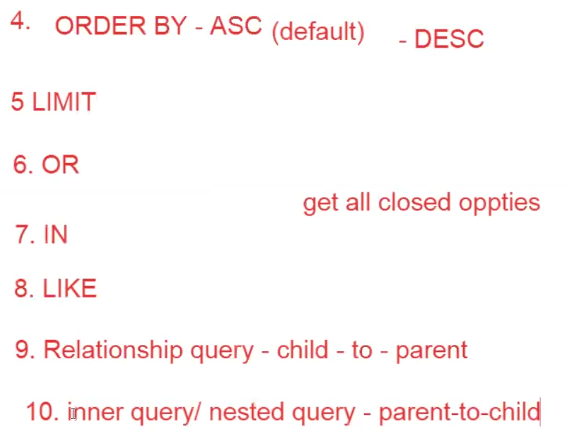 4. ORDER BY - ASC (default) - DESC
5 LIMIT
6. OR
get all closed oppties
7. IN
8. LIKE
9. Relationship query - child - to - parent
10. inner query/ nested query - parent-to-child